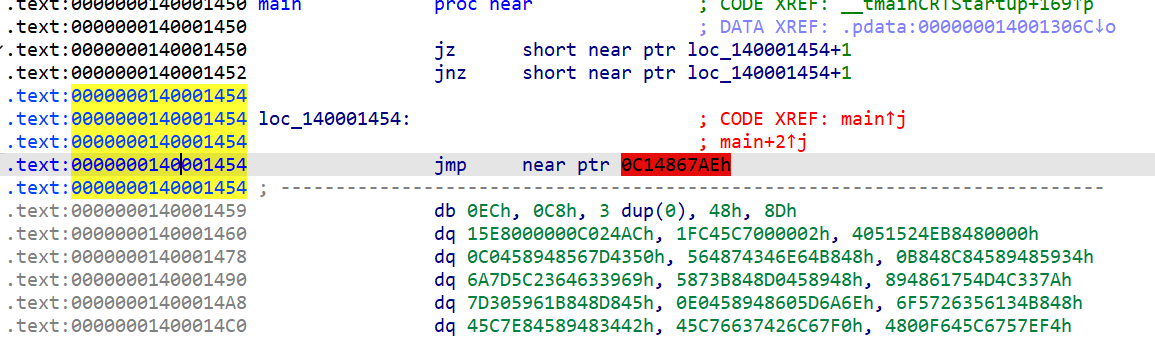 .text:0000000140001450 main proc near ; CODE XREF: __tmainCRTStartup+169↑p
.text:0000000140001450 ; DATA XREF: .pdata:000000014001306C↓o
.text:0000000140001450 jz short near ptr loc_140001454+1
.text:0000000140001452 jnz short near ptr loc_140001454+1
.text:0000000140001454
.text:0000000140001454 loc_140001454: ; CODE XREF: main↑j
.text:0000000140001454 ; main+2↑j
.text:0000000140001454 jmp near ptr 0C14867AEh
.text:0000000140001454 ; ---------------------------------------------------------------------------
.text:0000000140001459 db 0ECh, 0C8h, 3 dup(0), 48h, 8Dh
.text:0000000140001460 dq 15E8000000C024ACh, 1FC45C7000002h, 4051524EB8480000h
.text:0000000140001478 dq 0C0458948567D4350h, 564874346E64B848h, 0B848C84589485934h
.text:0000000140001490 dq 6A7D5C2364633969h, 5873B848D0458948h, 894861754D4C337Ah
.text:00000001400014A8 dq 7D305961B848D845h, 0E0458948605D6A6Eh, 6F5726356134B848h
.text:00000001400014C0 dq 45C7E84589483442h, 45C76637426C67F0h, 4800F645C6757EF4h